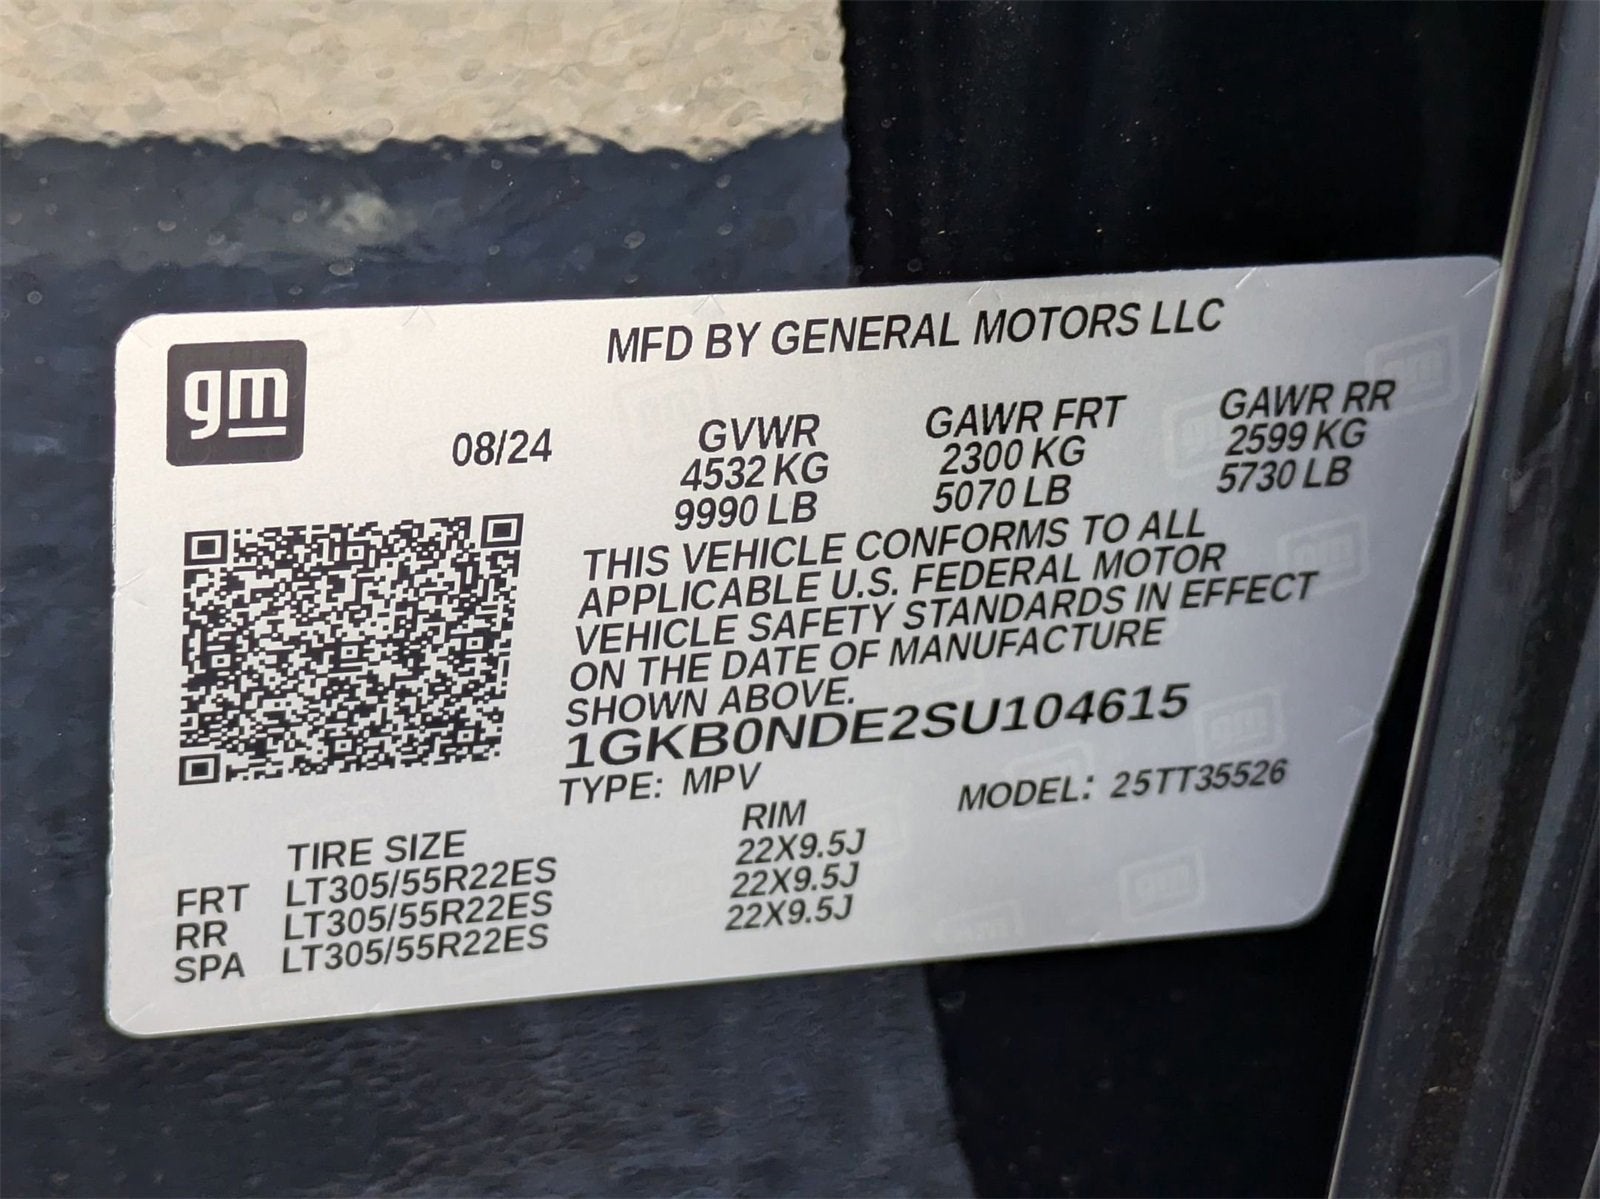 gm
MFD BY GENERAL MOTORS LLC
08/24
GVWR
4532 KG
9990 LB
GAWR FRT
2300 KG
5070 LB
GAWR RR
2599 KG
5730 LB
THIS VEHICLE CONFORMS TO ALL
APPLICABLE U.S. FEDERAL MOTOR
VEHICLE SAFETY STANDARDS IN EFFECT
ON THE DATE OF MANUFACTURE
SHOWN ABOVE.
1GKB0NDE2SU104615
TYPE: MPV
MODEL: 25TT35526
TIRE SIZE RIM
FRT LT305/55R22ES 22X9.5J
RR LT305/55R22ES 22X9.5J
SPA LT305/55R22ES 22X9.5J